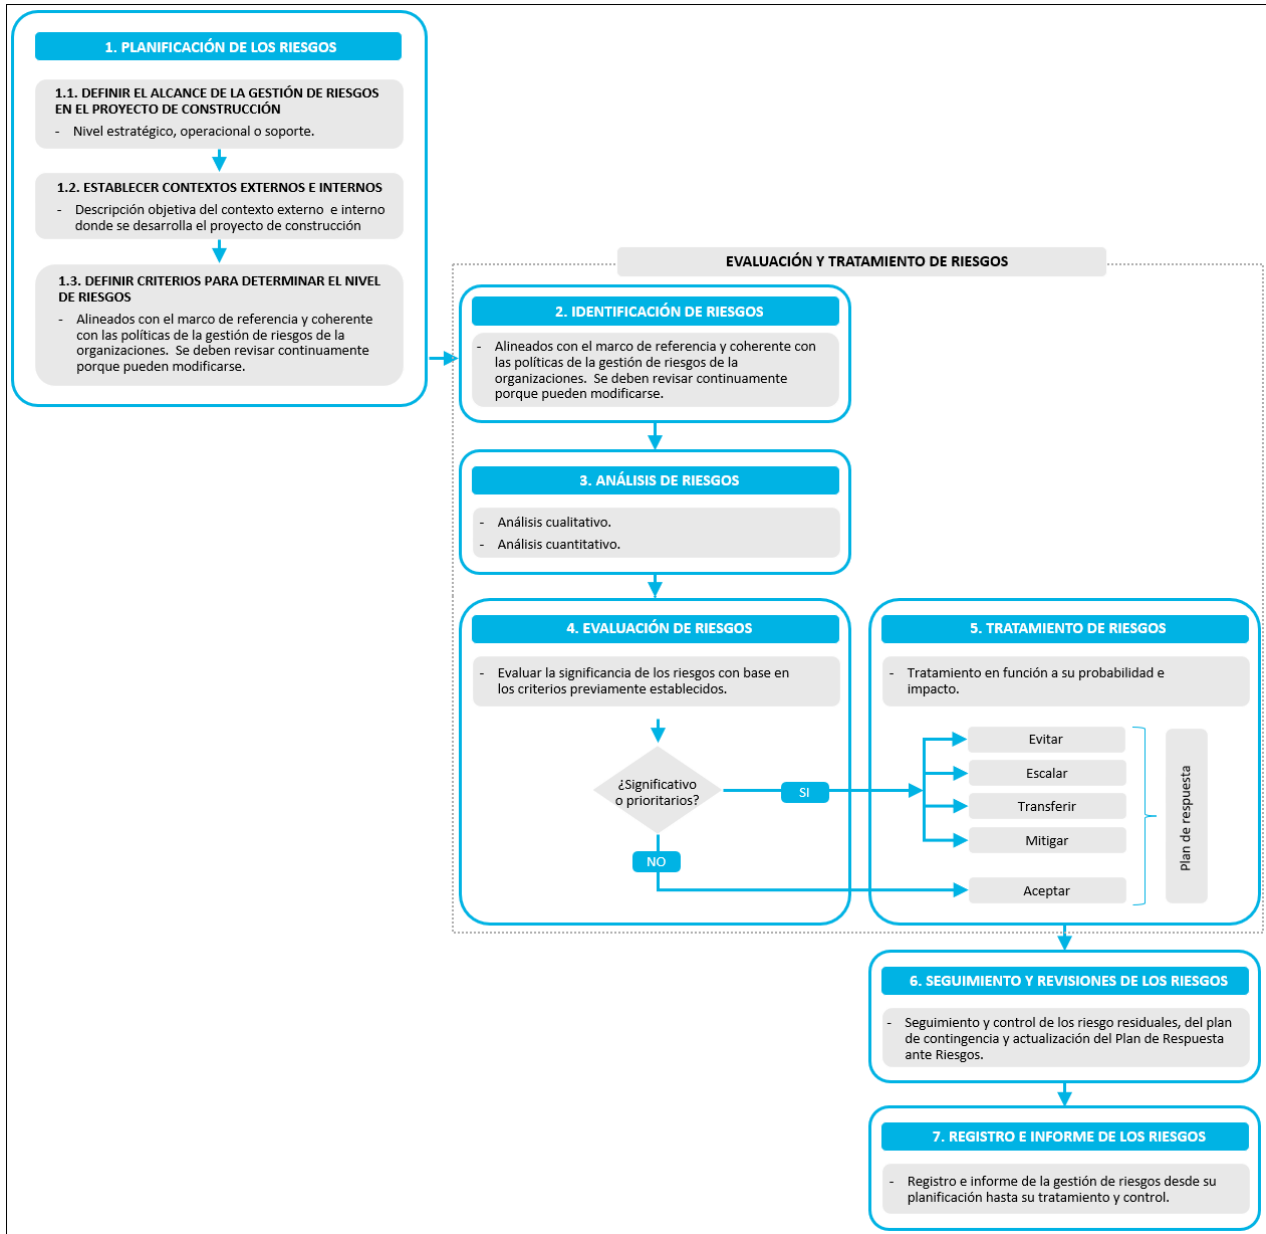 1. PLANIFICACIÓN DE LOS RIESGOS
1.1. DEFINIR EL ALCANCE DE LA GESTIÓN DE RIESGOS
EN EL PROYECTO DE CONSTRUCCIÓN
- Nivel estratégico, operacional o soporte.
1.2. ESTABLECER CONTEXTOS EXTERNOS E INTERNOS
- Descripción objetiva del contexto externo e interno
donde se desarrolla el proyecto de construcción
1.3. DEFINIR CRITERIOS PARA DETERMINAR EL NIVEL
DE RIESGOS
- Alineados con el marco de referencia y coherente
con las políticas de la gestión de riesgos de la
organizaciones. Se deben revisar continuamente
porque pueden modificarse.
EVALUACIÓN Y TRATAMIENTO DE RIESGOS
2. IDENTIFICACIÓN DE RIESGOS
- Alineados con el marco de referencia y coherente con
las políticas de la gestión de riesgos de la
organizaciones. Se deben revisar continuamente
porque pueden modificarse.
3. ANÁLISIS DE RIESGOS
- Análisis cualitativo.
- Análisis cuantitativo.
4. EVALUACIÓN DE RIESGOS
- Evaluar la significancia de los riesgos con base en
los criterios previamente establecidos.
¿Significativo
o prioritarios?
SI
NO
5. TRATAMIENTO DE RIESGOS
- Tratamiento en función a su probabilidad e
impacto.
Evitar
Escalar
Transferir
Mitigar
Aceptar
Plan de respuesta
6. SEGUIMIENTO Y REVISIONES DE LOS RIESGOS
- Seguimiento y control de los riesgo residuales, del plan
de contingencia y actualización del Plan de Respuesta
ante Riesgos.
7. REGISTRO E INFORME DE LOS RIESGOS
- Registro e informe de la gestión de riesgos desde su
planificación hasta su tratamiento y control.